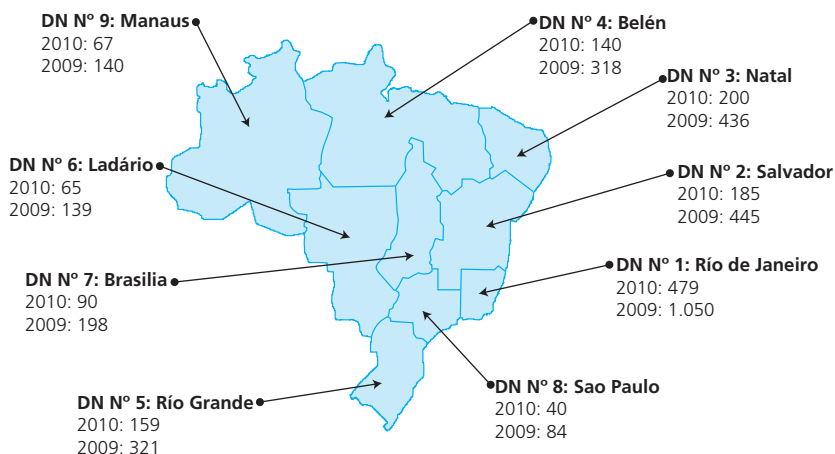 DN Nº 9: Manaus
2010: 67
2009: 140
DN Nº 4: Belén
2010: 140
2009: 318
DN Nº 3: Natal
2010: 200
2009: 436
DN Nº 6: Ladário
2010: 65
2009: 139
DN Nº 2: Salvador
2010: 185
2009: 445
DN Nº 7: Brasilia
2010: 90
2009: 198
DN Nº 1: Río de Janeiro
2010: 479
2009: 1.050
DN Nº 8: Sao Paulo
2010: 40
2009: 84
DN Nº 5: Río Grande
2010: 159
2009: 321